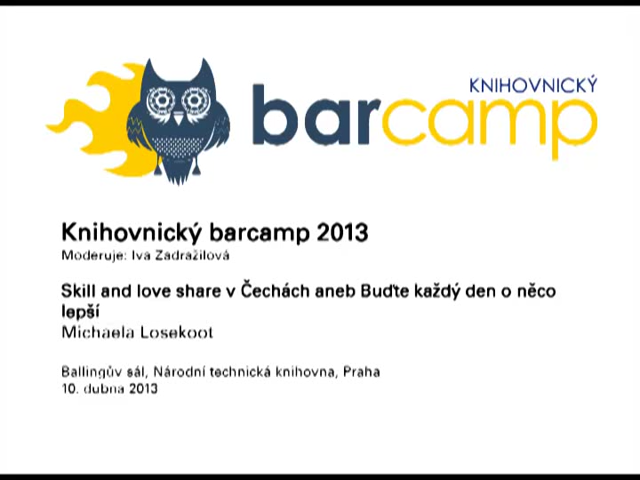 KNIHOVNICKÝ
barcamp
Knihovnický barcamp 2013
Moderuje: Iva Zadražilová
Skill and love share v Čechách aneb Buďte každý den o něco
lepší
Michaela Losekoot
Ballingův sál, Národní technická knihovna, Praha
10. dubna 2013